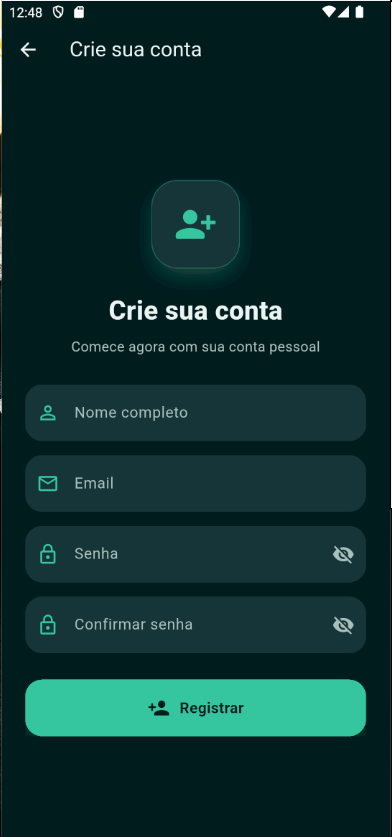 12:48
Crie sua conta
Crie sua conta
Comece agora com sua conta pessoal
Nome completo
Email
Senha
Confirmar senha
Registrar